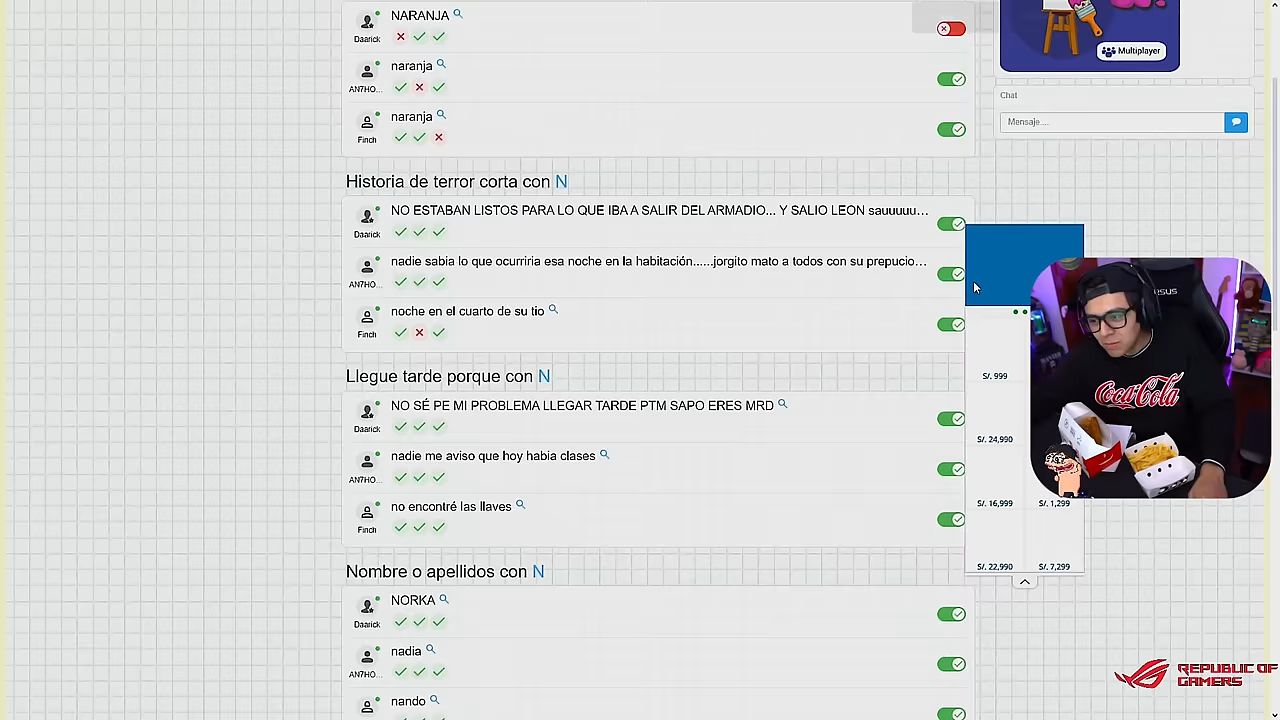 NARANJA
Daarick
naranja
AN7HO...
naranja
Finch
Multiplayer
Chat
Mensaje....
Historia de terror corta con N
NO ESTABAN LISTOS PARA LO QUE IBA A SALIR DEL ARMADIO... Y SALIO LEON sauuuuu...
Daarick
nadie sabia lo que ocurriria esa noche en la habitación......jorgito mato a todos con su prepucio...
AN7HO...
noche en el cuarto de su tio
Finch
Llegue tarde porque con N
NO SE PE MI PROBLEMA LLEGAR TARDE PTM SAPO ERES MRD
Daarick
nadie me aviso que hoy habia clases
AN7HO...
no encontré las llaves
Finch
Nombre o apellidos con N
NORKA
Daarick
nadia
AN7HO...
nando
S/. 999
S/. 24,990
S/. 16,999
S/. 1,299
S/. 22,990
S/. 7,299
Coca-Cola
REPUBLIC OF
GAMERS